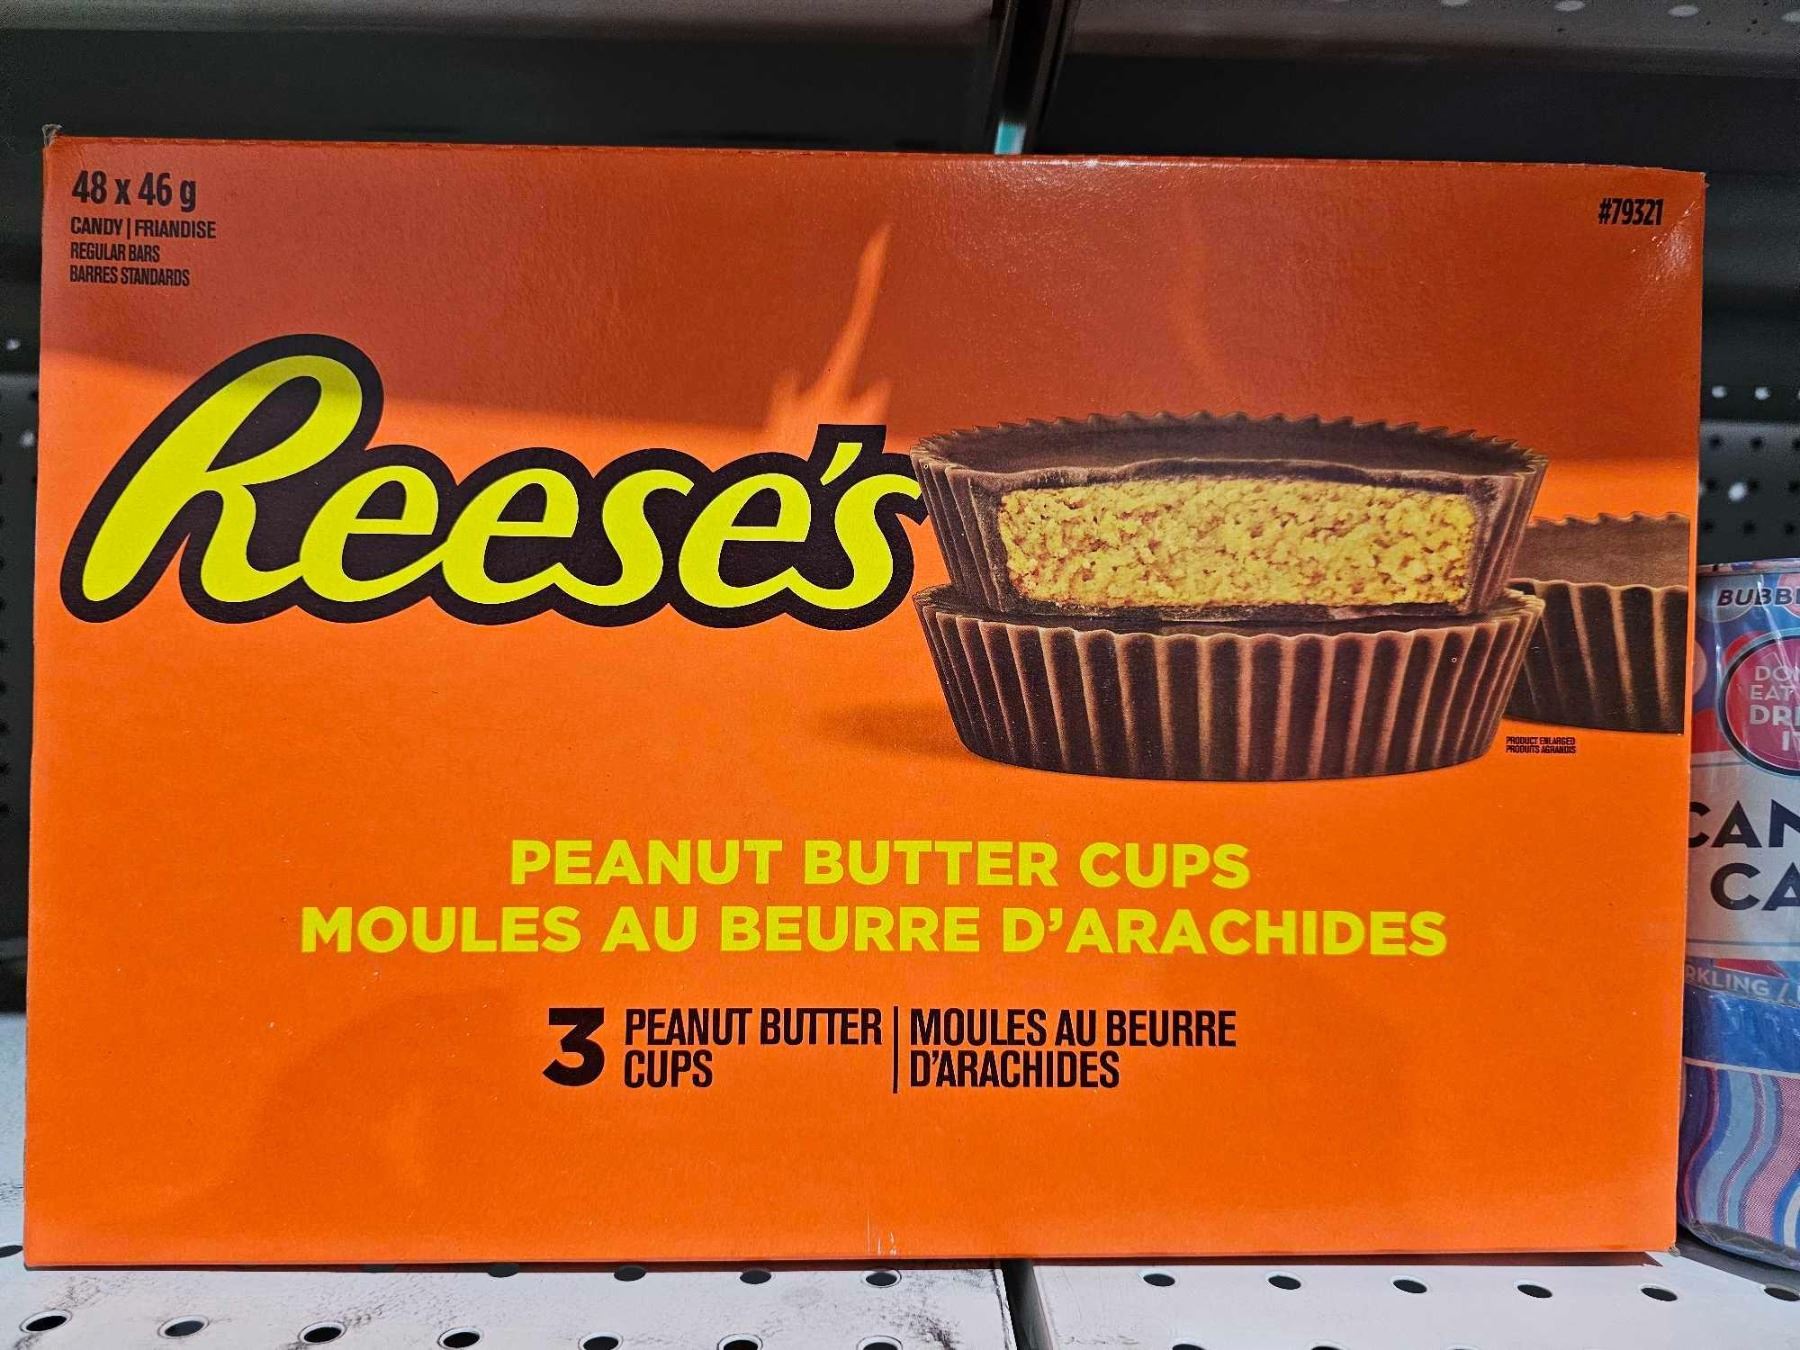 48 x 46 g
CANDY | FRIANDISE
REGULAR BARS
BARRES STANDARDS
#79321
Reese's
PRODUCT ENLARGED
PRODUITS AGRANDIS
PEANUT BUTTER CUPS
MOULES AU BEURRE D'ARACHIDES
3 PEANUT BUTTER CUPS | MOULES AU BEURRE D'ARACHIDES
EAT